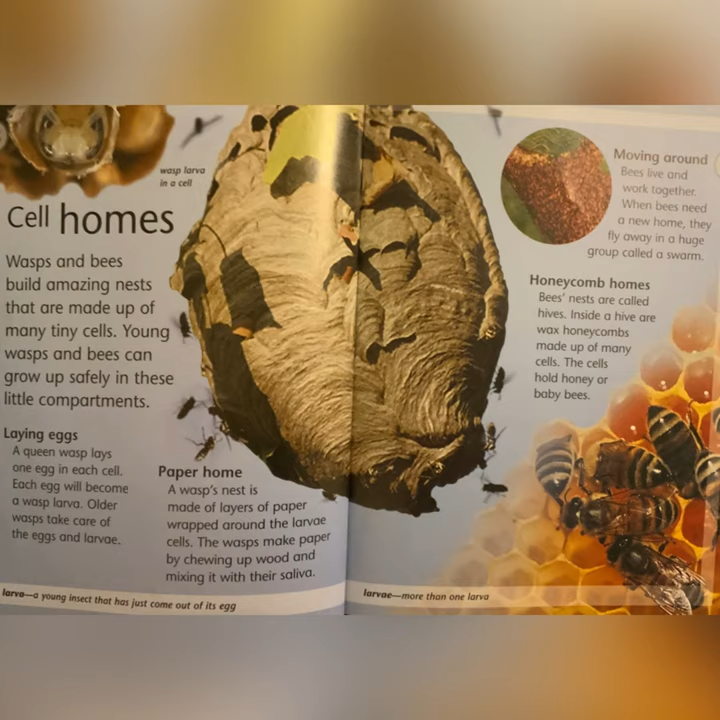 wasp larva
in a cell
Cell homes
Wasps and bees
build amazing nests
that are made up of
many tiny cells. Young
wasps and bees can
grow up safely in these
little compartments.
Laying eggs
A queen wasp lays
one egg in each cell.
Each egg will become
a wasp larva. Older
wasps take care of
the eggs and larvae.
Paper home
A wasp's nest is
made of layers of paper
wrapped around the larvae
cells. The wasps make paper
by chewing up wood and
mixing it with their saliva.
larva—a young insect that has just come out of its egg
Moving around
Bees live and
work together.
When bees need
a new home, they
fly away in a huge
group called a swarm.
Honeycomb homes
Bees' nests are called
hives. Inside a hive are
wax honeycombs
made up of many
cells. The cells
hold honey or
baby bees.
larvae—more than one larva